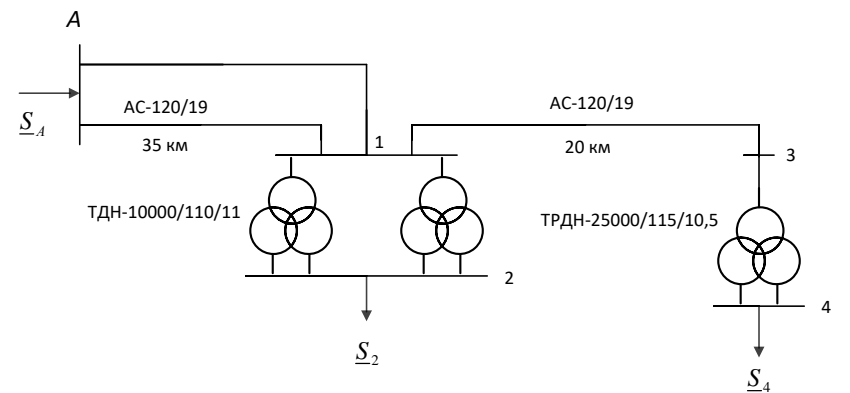 A
АС-120/19
S_A
35 км
1
АС-120/19
20 км
3
ТДН-10000/110/11
ТРДН-25000/115/10,5
2
4
S_2
S_4